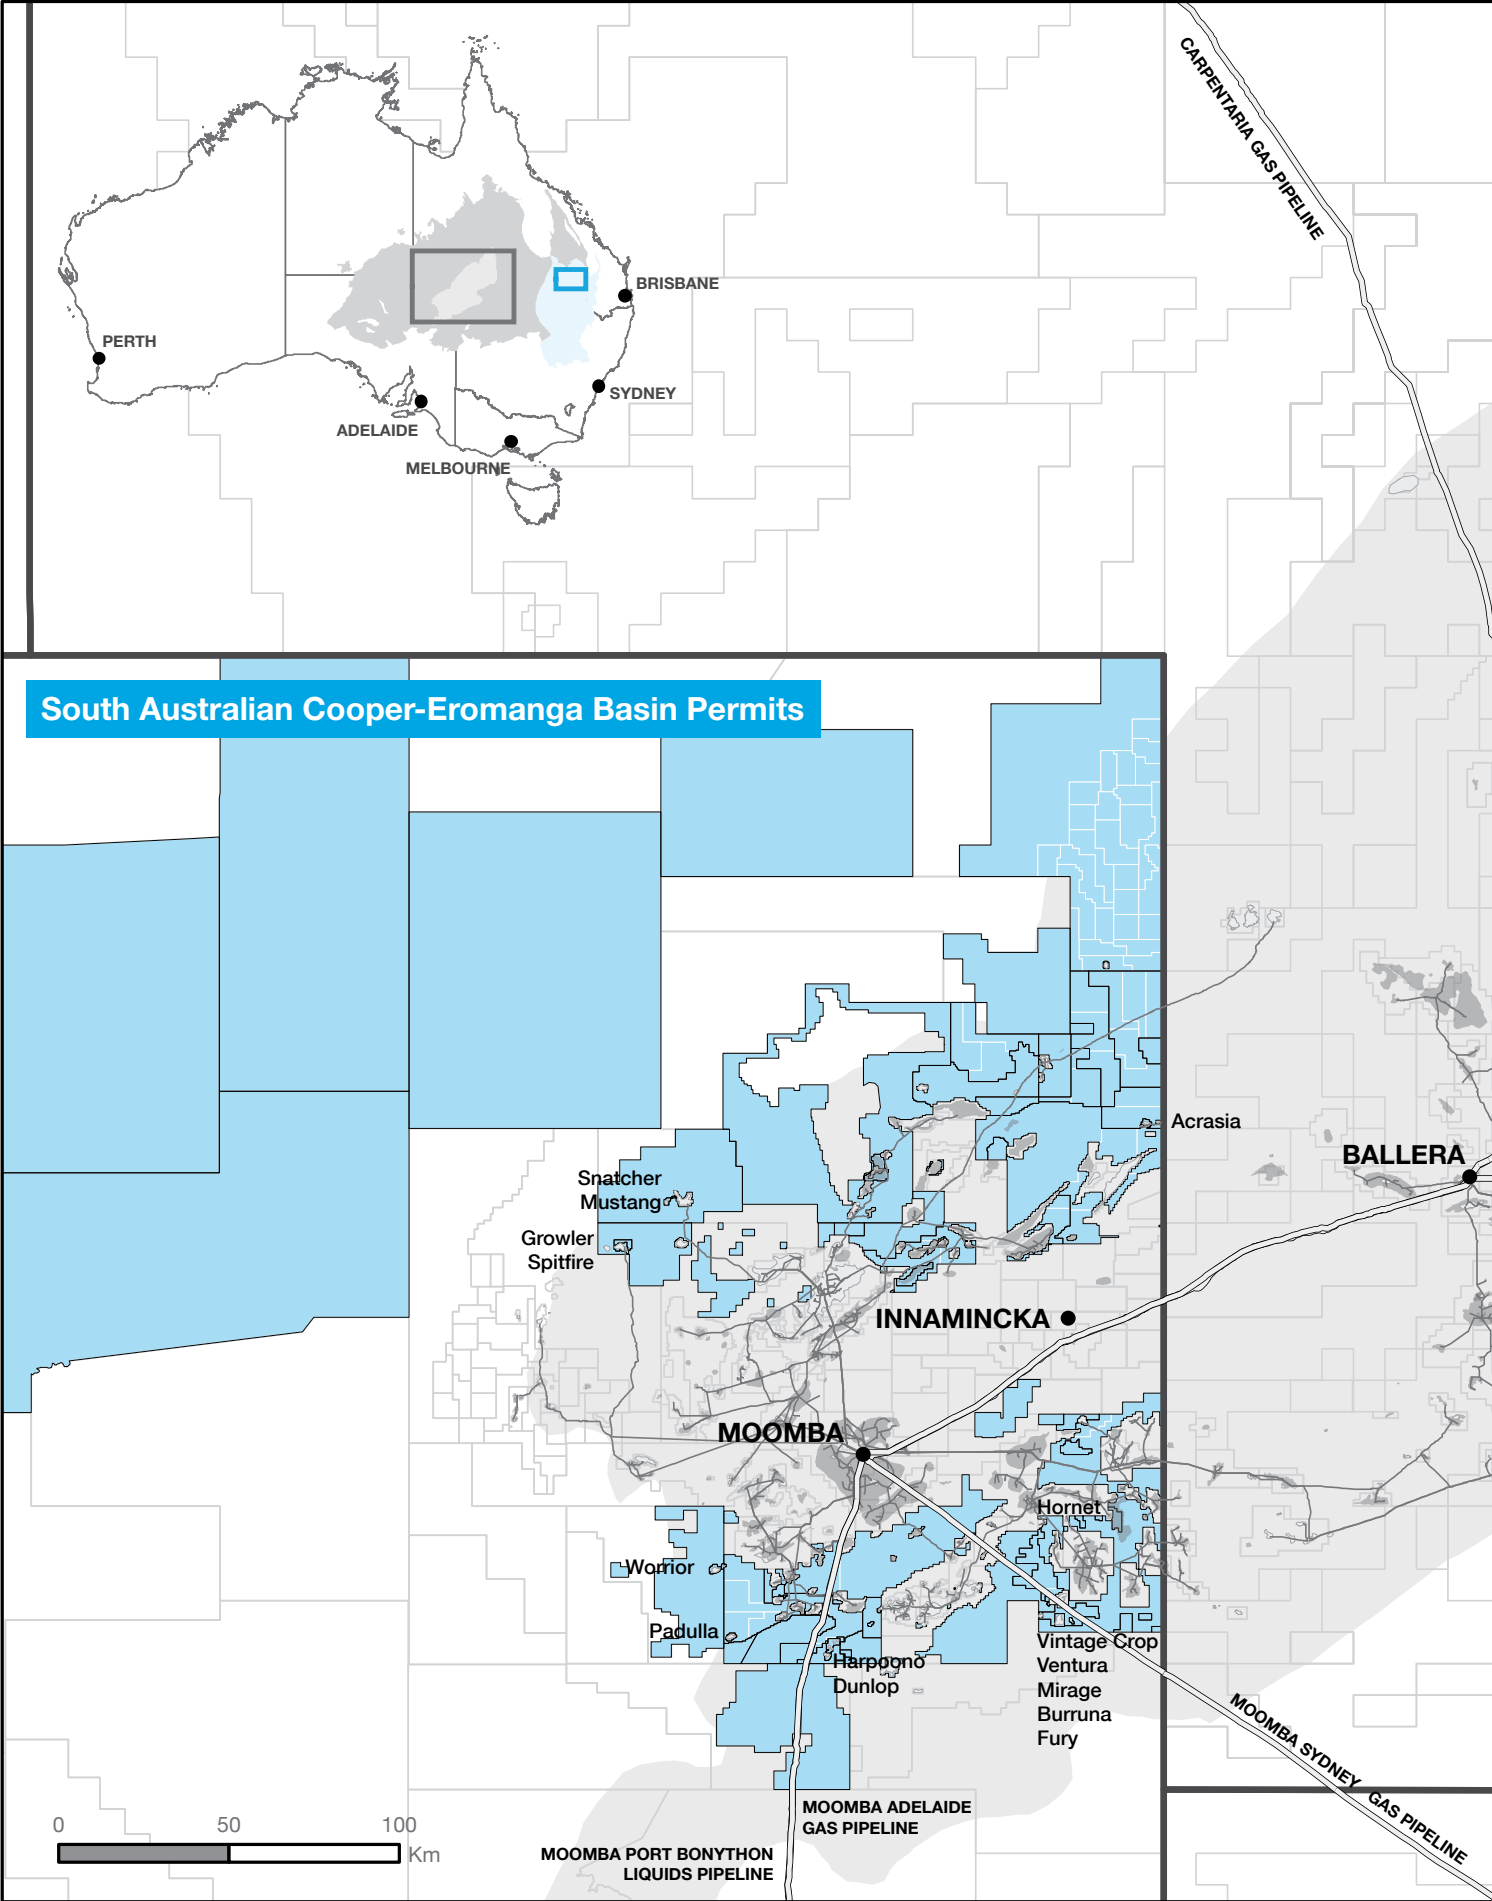 CARPENTARIA GAS PIPELINE
BRISBANE
PERTH
SYDNEY
ADELAIDE
MELBOURNE
South Australian Cooper-Eromanga Basin Permits
Acrasia
BALLERA
Snatcher
Mustang
Growler
Spitfire
INNAMINCKA
MOOMBA
Hornet
Worrior
Padulla
Harpoono
Dunlop
Vintage Crop
Ventura
Mirage
Burruna
Fury
MOOMBA SYDNEY GAS PIPELINE
MOOMBA ADELAIDE
GAS PIPELINE
MOOMBA PORT BONYTHON
LIQUIDS PIPELINE
0 50 100
Km